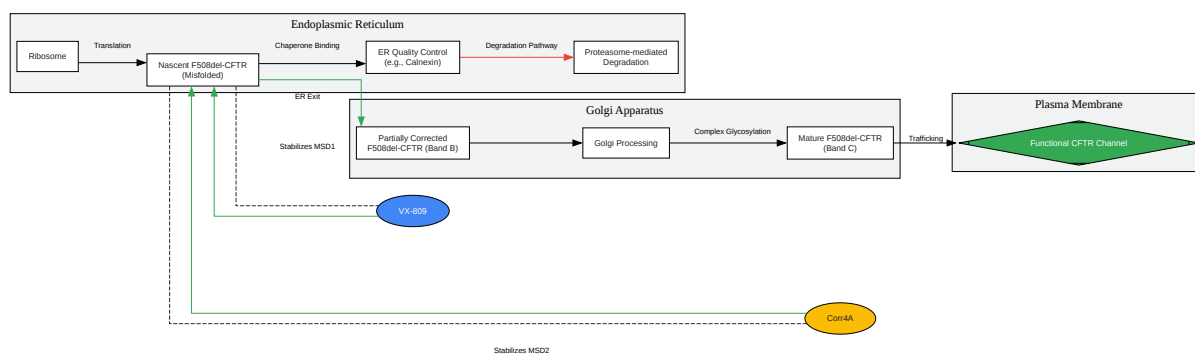 Endoplasmic Reticulum
Ribosome
Translation
Nascent F508del-CFTR
(Misfolded)
Chaperone Binding
ER Quality Control
(e.g., Calnexin)
Degradation Pathway
Proteasome-mediated
Degradation
ER Exit
Golgi Apparatus
Stabilizes MSD1
Partially Corrected
F508del-CFTR (Band B)
Golgi Processing
Complex Glycosylation
Mature F508del-CFTR
(Band C)
Trafficking
Plasma Membrane
Functional CFTR Channel
VX-809
Corr4A
Stabilizes MSD2